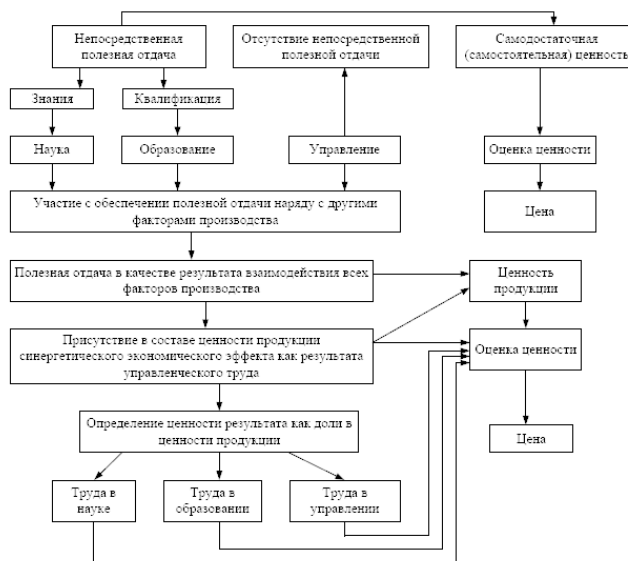 Непосредственная
полезная отдача
Отсутствие непосредственной
полезной отдачи
Самодостаточная
(самостоятельная) ценность
Знания
Квалификация
Наука
Образование
Управление
Оценка ценности
Участие с обеспечении полезной отдачи наряду с другими
факторами производства
Цена
Полезная отдача в качестве результата взаимодействия всех
факторов производства
Ценность
продукции
Присутствие в составе ценности продукции
синергетического экономического эффекта как результата
управленческого труда
Оценка ценности
Определение ценности результата как доли в
ценности продукции
Цена
Труда в
науке
Труда в
образовании
Труда в
управлении